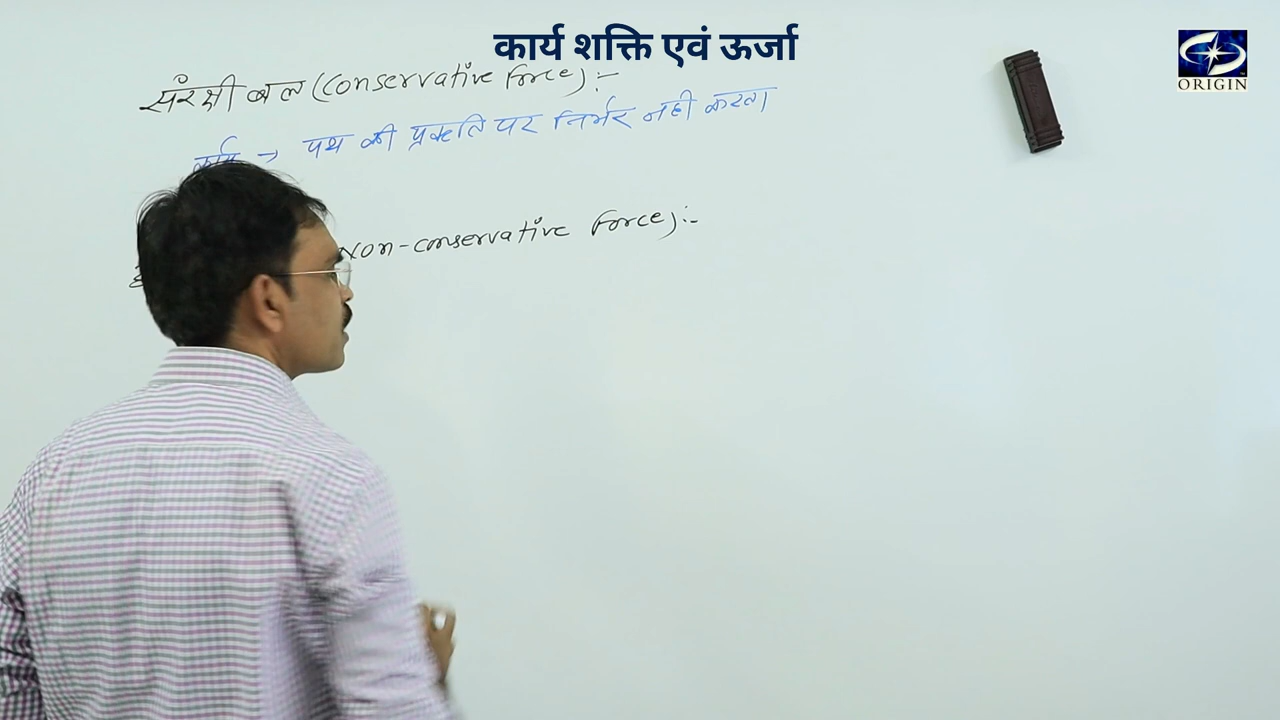 कार्य शक्ति एवं ऊर्जा
ORIGIN
संरक्षी बल (conservative force) :-
कार्य → पथ की प्रकृति पर निर्भर नही करता
Non-conservative force) :-